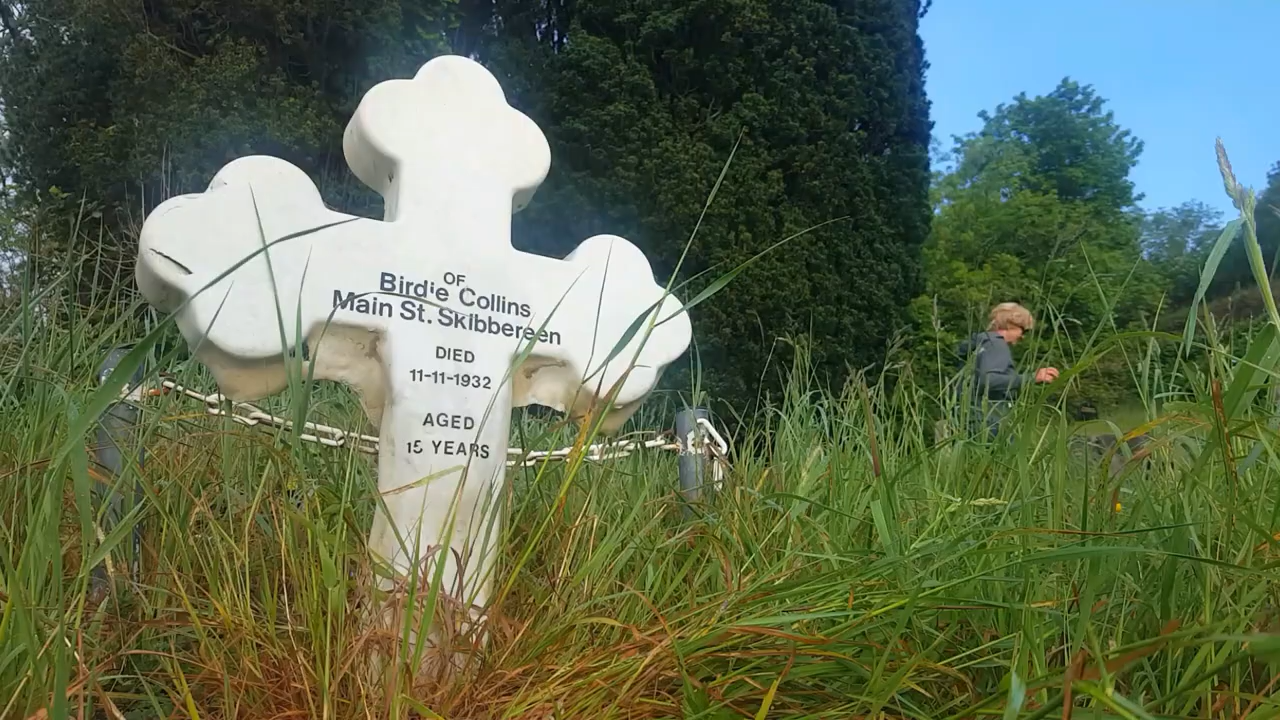 OF
Birdie Collins
Main St. Skibbereen
DIED
11-11-1932
AGED
15 YEARS